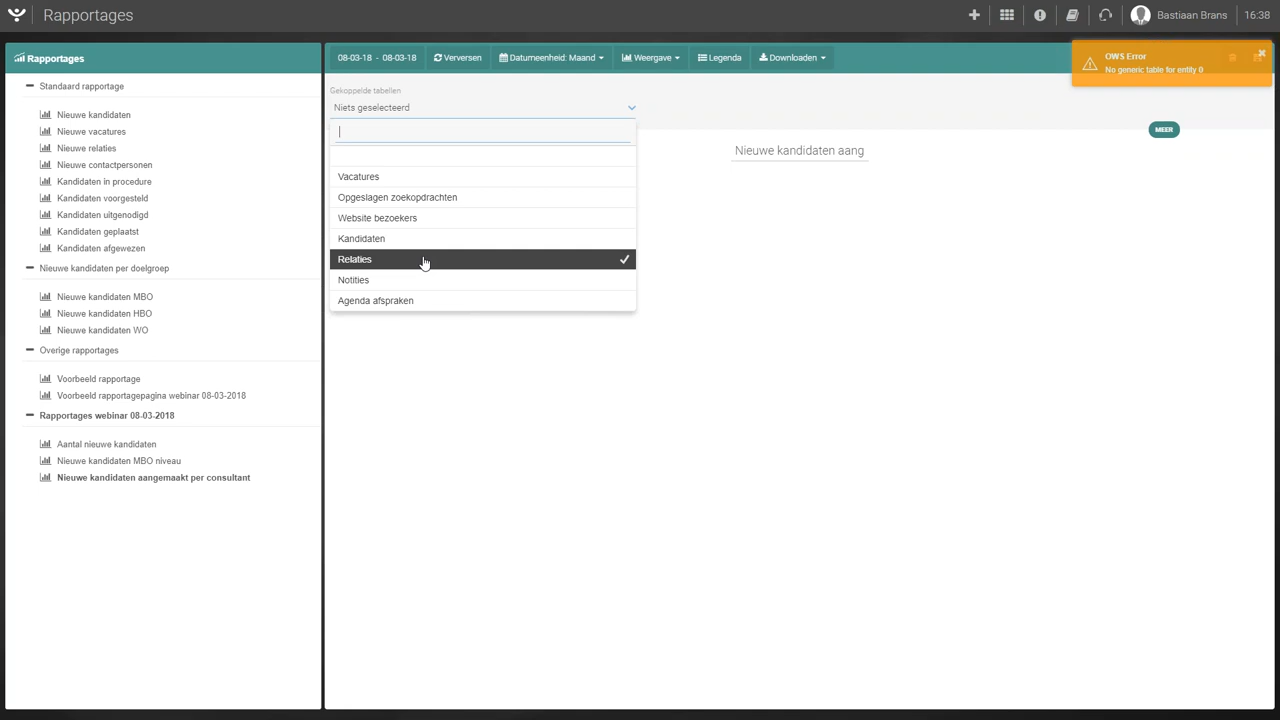 Rapportages
Bastiaan Brans
16:38
Rapportages
Standaard rapportage
Nieuwe kandidaten
Nieuwe vacatures
Nieuwe relaties
Nieuwe contactpersonen
Kandidaten in procedure
Kandidaten voorgesteld
Kandidaten uitgenodigd
Kandidaten geplaatst
Kandidaten afgewezen
Nieuwe kandidaten per doelgroep
Nieuwe kandidaten MBO
Nieuwe kandidaten HBO
Nieuwe kandidaten WO
Overige rapportages
Voorbeeld rapportage
Voorbeeld rapportagepagina webinar 08-03-2018
Rapportages webinar 08-03-2018
Aantal nieuwe kandidaten
Nieuwe kandidaten MBO niveau
Nieuwe kandidaten aangemaakt per consultant
08-03-18 - 08-03-18
Verversen
Datumeenheid: Maand
Weergave
Legenda
Downloaden
OWS Error
No generic table for entity 0
Gekoppelde tabellen
Niets geselecteerd
Vacatures
Opgeslagen zoekopdrachten
Website bezoekers
Kandidaten
Relaties
Notities
Agenda afspraken
MEER
Nieuwe kandidaten aang